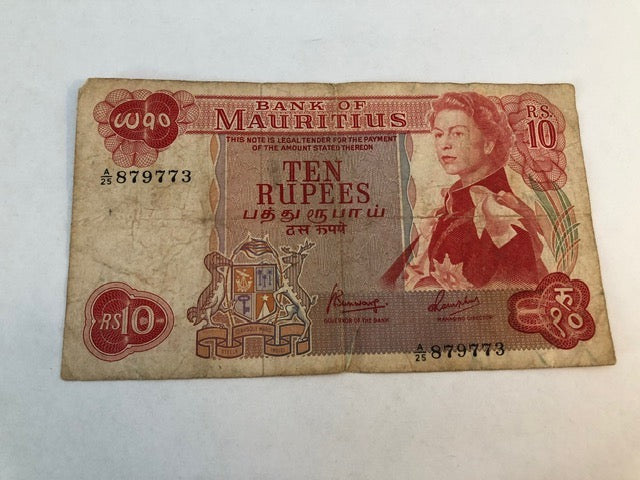 BANK OF
MAURITIUS
R.S.
10
THIS NOTE IS LEGAL TENDER FOR THE PAYMENT
OF THE AMOUNT STATED THEREON
A/25 879773
TEN
RUPEES
பத்து ரூபாய்
दस रूपये
RS 10
GOVERNOR OF THE BANK
MANAGING DIRECTOR
रु
१०
A/25 879773